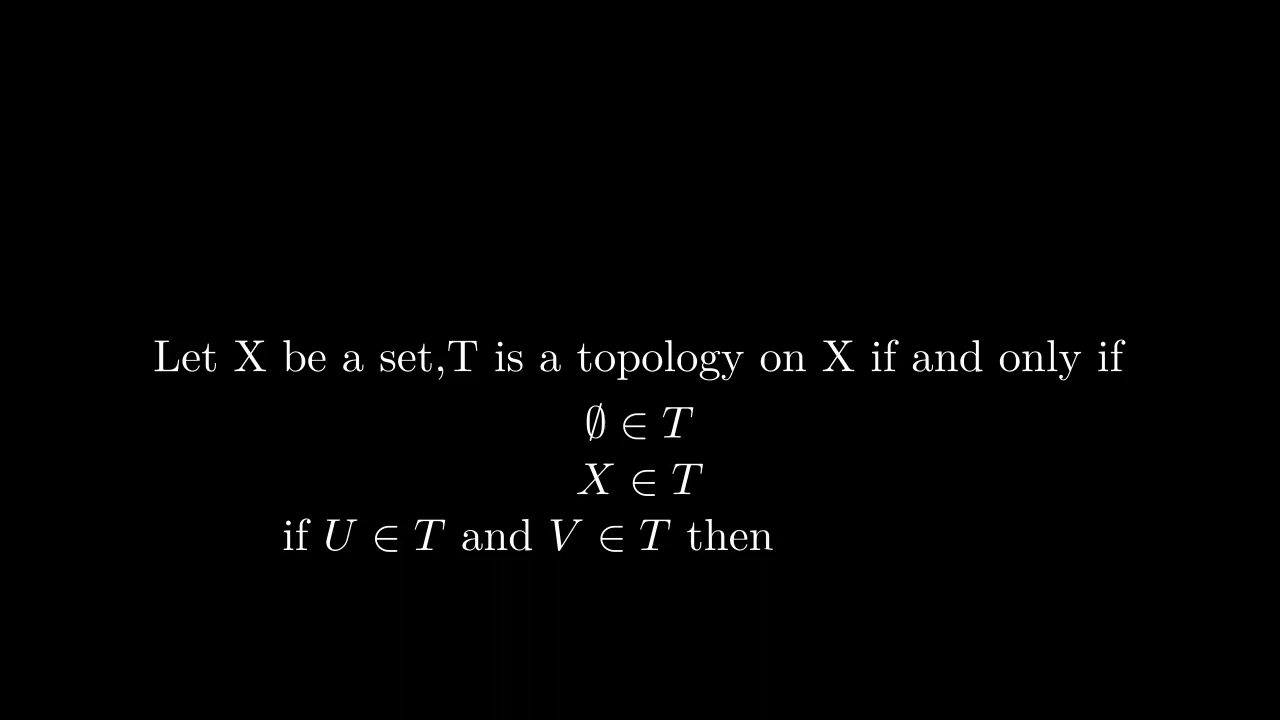 Let X be a set,T is a topology on X if and only if
∅ ∈ T
X ∈ T
if U ∈ T and V ∈ T then